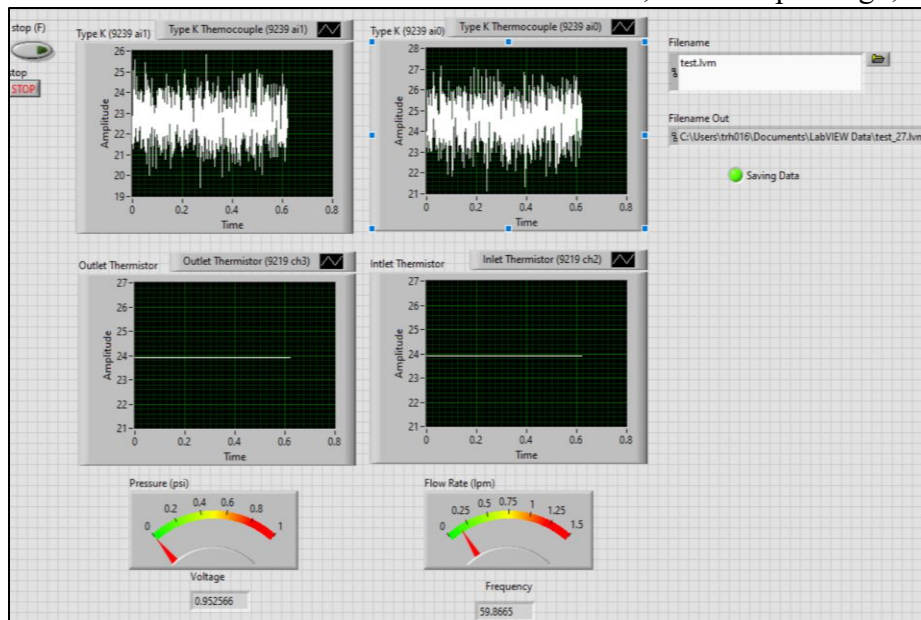 stop (F)
stop
STOP
Type K (9239 ai1)
Type K Thermocouple (9239 ai1)
Amplitude
26
25
24
23
22
21
20
19
0
0.2
0.4
0.6
0.8
Time
Type K (9239 ai0)
Type K Thermocouple (9239 ai0)
Amplitude
28
27
26
25
24
23
22
21
0
0.2
0.4
0.6
0.8
Time
Filename
test.lvm
Filename Out
C:\Users\trh016\Documents\LabVIEW Data\test_27.lvm
Saving Data
Outlet Thermistor
Outlet Thermistor (9219 ch3)
Amplitude
27
26
25
24
23
22
21
0
0.2
0.4
0.6
0.8
Time
Intlet Thermistor
Inlet Thermistor (9219 ch2)
Amplitude
27
26
25
24
23
22
21
0
0.2
0.4
0.6
0.8
Time
Pressure (psi)
0
0.2
0.4
0.6
0.8
1
Voltage
0.952566
Flow Rate (lpm)
0
0.25
0.5
0.75
1
1.25
1.5
Frequency
59.8665